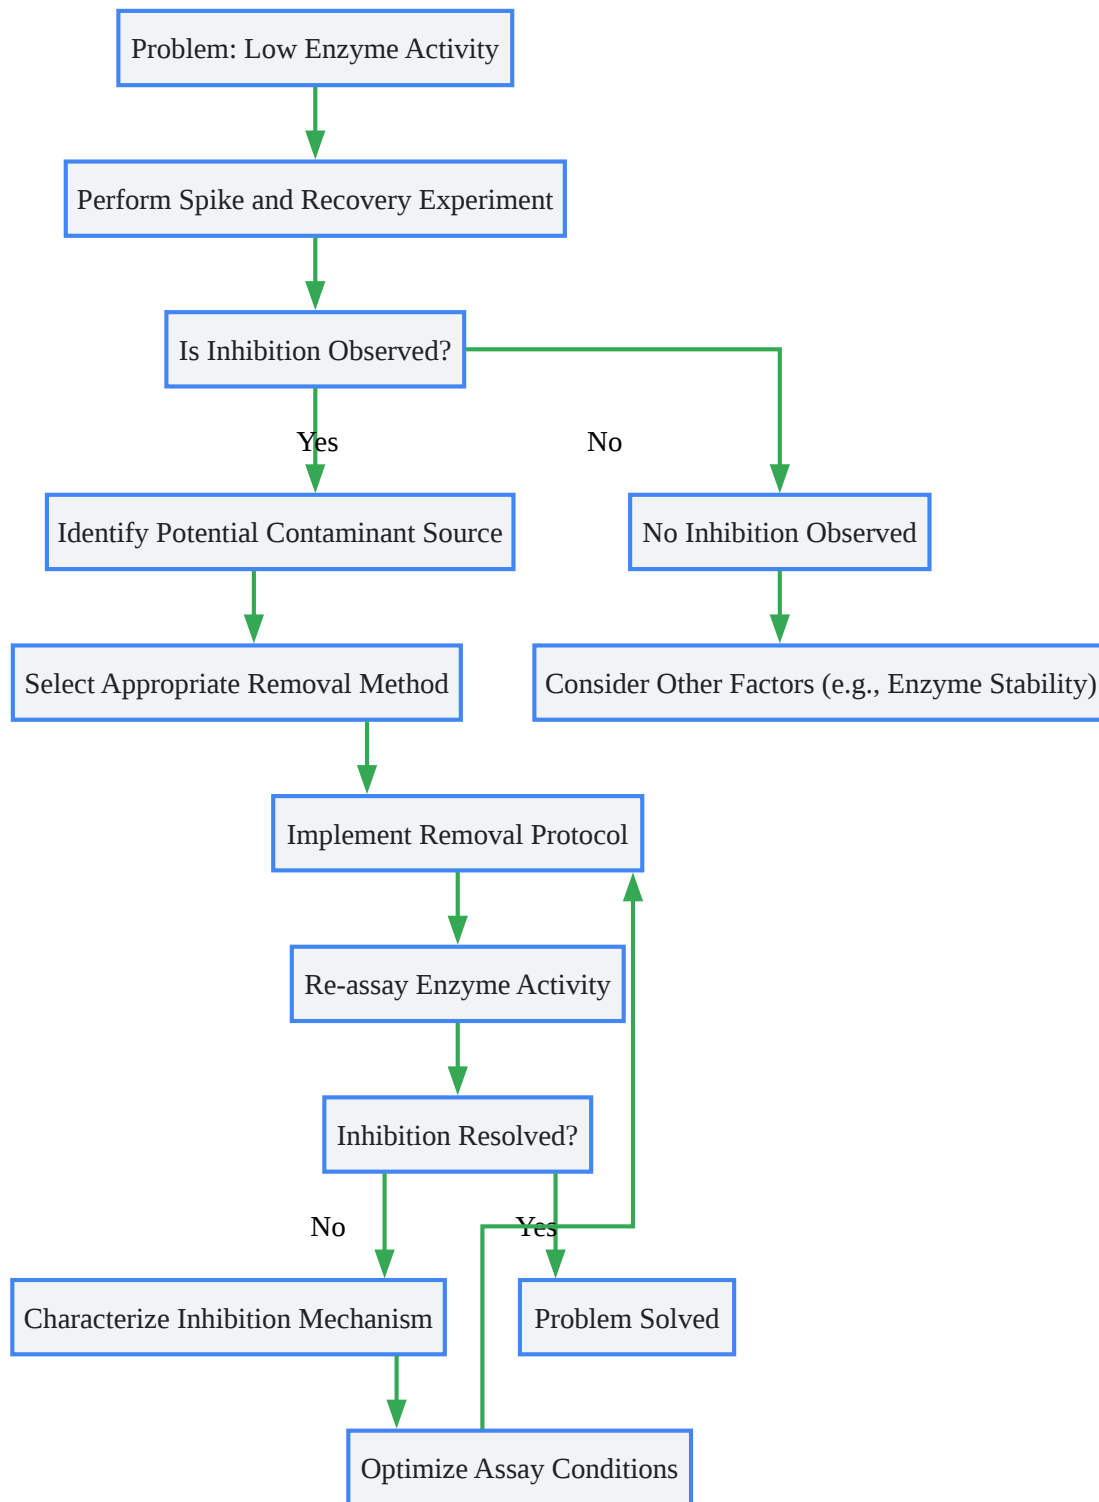 Problem: Low Enzyme Activity
Perform Spike and Recovery Experiment
Is Inhibition Observed?
Yes
No
Identify Potential Contaminant Source
No Inhibition Observed
Select Appropriate Removal Method
Consider Other Factors (e.g., Enzyme Stability)
Implement Removal Protocol
Re-assay Enzyme Activity
Inhibition Resolved?
No
Yes
Characterize Inhibition Mechanism
Problem Solved
Optimize Assay Conditions